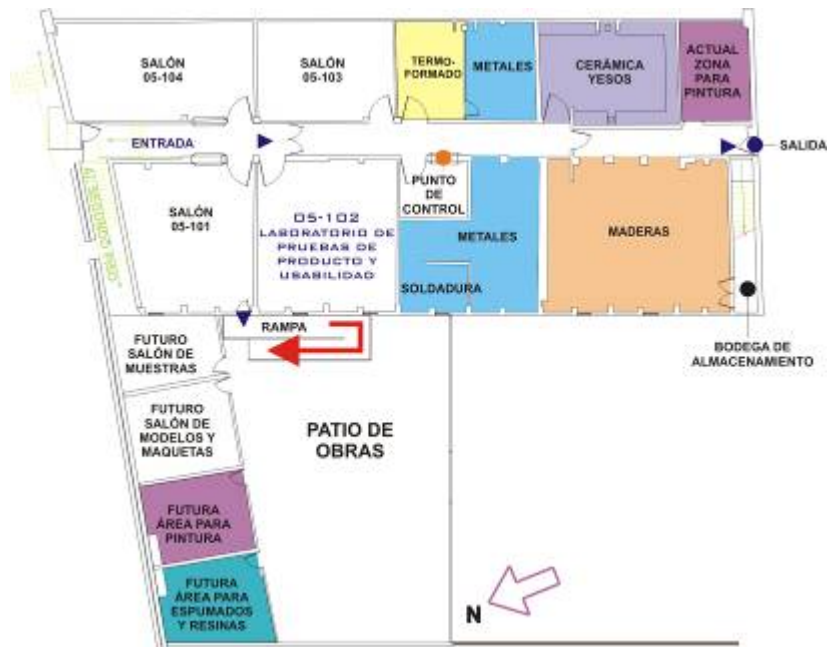 SALÓN
05-104
SALÓN
05-103
TERMO-
FORMADO
METALES
CERÁMICA
YESOS
ACTUAL
ZONA
PARA
PINTURA
ENTRADA
SALIDA
AL SEGUNDO PISO
SALÓN
05-101
05-102
LABORATORIO DE
PRUEBAS DE
PRODUCTO Y
USABILIDAD
PUNTO
DE
CONTROL
METALES
SOLDADURA
MADERAS
BODEGA DE
ALMACENAMIENTO
RAMPA
FUTURO
SALÓN DE
MUESTRAS
FUTURO
SALÓN DE
MODELOS Y
MAQUETAS
PATIO DE
OBRAS
FUTURA
ÁREA PARA
PINTURA
FUTURA
ÁREA PARA
ESPUMADOS
Y RESINAS
N